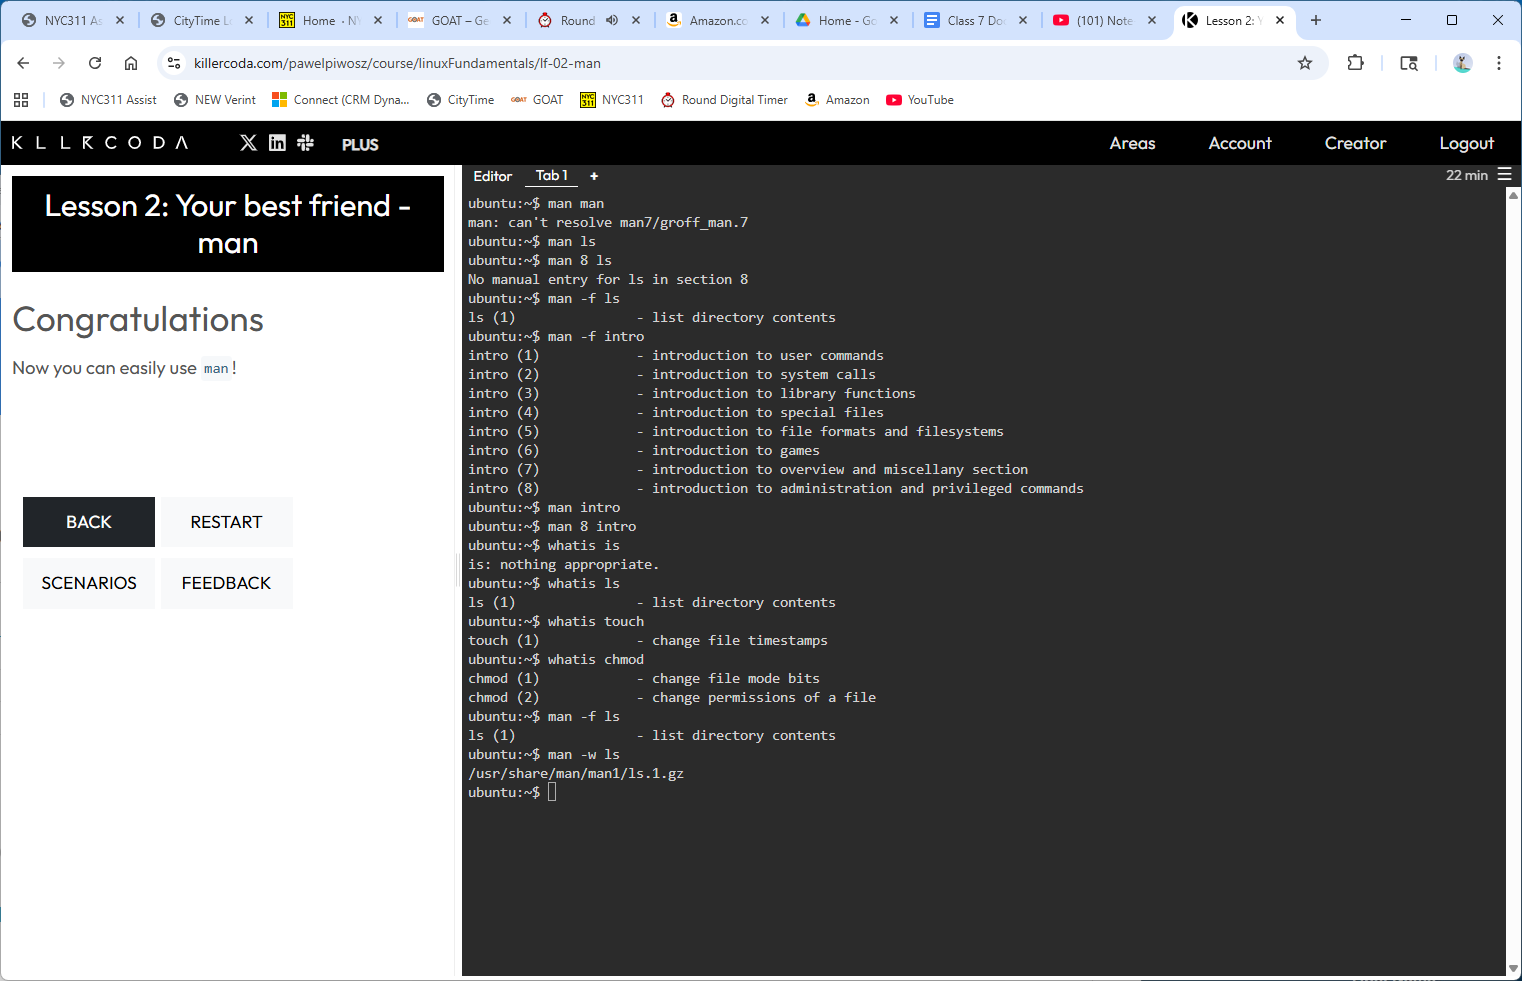 NYC311 As
CityTime Lo
Home · NY
GOAT – Ge
Round
Amazon.co
Home - Go
Class 7 Doc
(101) Note
Lesson 2: Y
killercoda.com/pawelpiwosz/course/linuxFundamentals/lf-02-man
NYC311 Assist
NEW Verint
Connect (CRM Dyna...
CityTime
GOAT
NYC311
Round Digital Timer
Amazon
YouTube
KLLRCODA
PLUS
Areas
Account
Creator
Logout
Lesson 2: Your best friend -
man
Congratulations
Now you can easily use man!
BACK
RESTART
SCENARIOS
FEEDBACK
Editor
Tab 1
+
22 min
ubuntu:~$ man man
man: can't resolve man7/groff_man.7
ubuntu:~$ man ls
ubuntu:~$ man 8 ls
No manual entry for ls in section 8
ubuntu:~$ man -f ls
ls (1) - list directory contents
ubuntu:~$ man -f intro
intro (1) - introduction to user commands
intro (2) - introduction to system calls
intro (3) - introduction to library functions
intro (4) - introduction to special files
intro (5) - introduction to file formats and filesystems
intro (6) - introduction to games
intro (7) - introduction to overview and miscellany section
intro (8) - introduction to administration and privileged commands
ubuntu:~$ man intro
ubuntu:~$ man 8 intro
ubuntu:~$ whatis is
is: nothing appropriate.
ubuntu:~$ whatis ls
ls (1) - list directory contents
ubuntu:~$ whatis touch
touch (1) - change file timestamps
ubuntu:~$ whatis chmod
chmod (1) - change file mode bits
chmod (2) - change permissions of a file
ubuntu:~$ man -f ls
ls (1) - list directory contents
ubuntu:~$ man -w ls
/usr/share/man/man1/ls.1.gz
ubuntu:~$